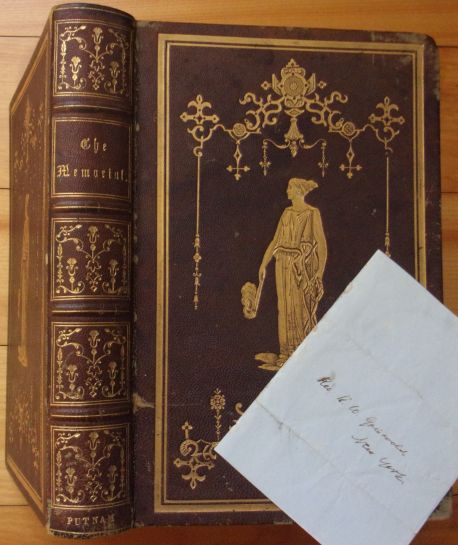 The
Memorial.
PUTNAM
Rev R W Griswold
New York